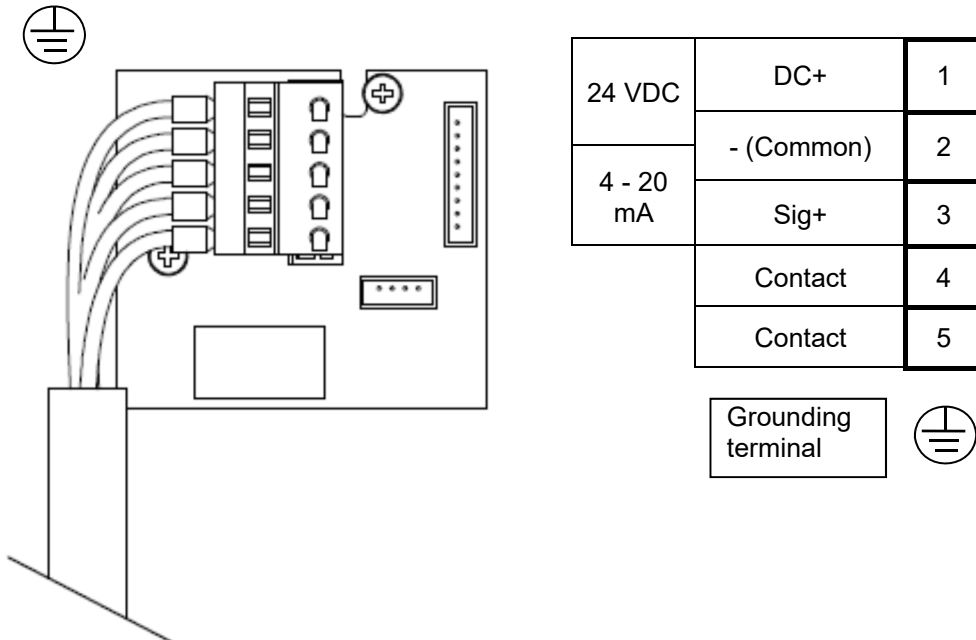 24 VDC
DC+
1
- (Common)
2
4 - 20
mA
Sig+
3
Contact
4
Contact
5
Grounding
terminal